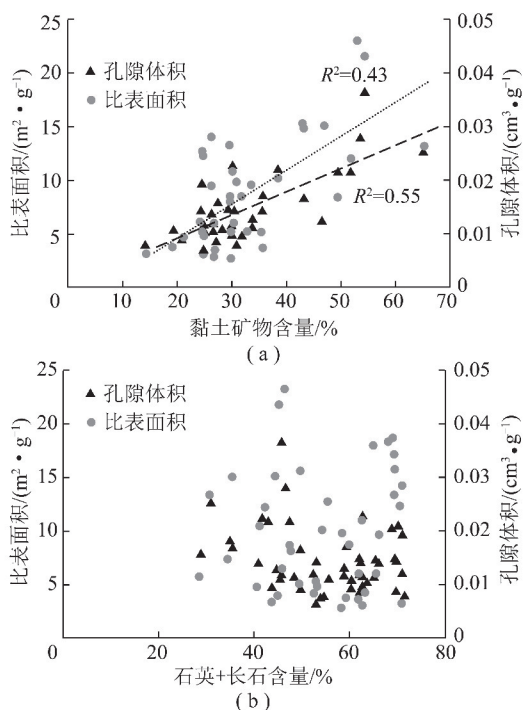 25
20
15
10
5
0
比表面积/(m²•g⁻¹)
▲ 孔隙体积
● 比表面积
R²=0.43
R²=0.55
0.05
0.04
0.03
0.02
0.01
0
孔隙体积/(cm³•g⁻¹)
10 20 30 40 50 60 70
黏土矿物含量/%
(a)
25
20
15
10
5
比表面积/(m²•g⁻¹)
▲ 孔隙体积
● 比表面积
0.05
0.04
0.03
0.02
0.01
0
孔隙体积/(cm³•g⁻¹)
0 20 40 60 80
石英+长石含量/%
(b)